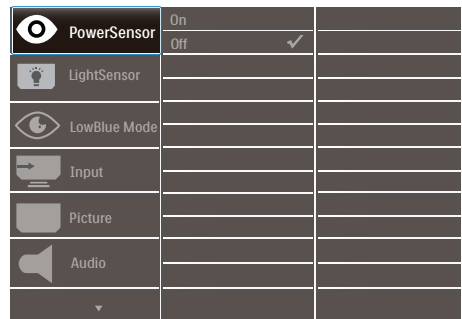 PowerSensor
On
Off
LightSensor
LowBlue Mode
Input
Picture
Audio